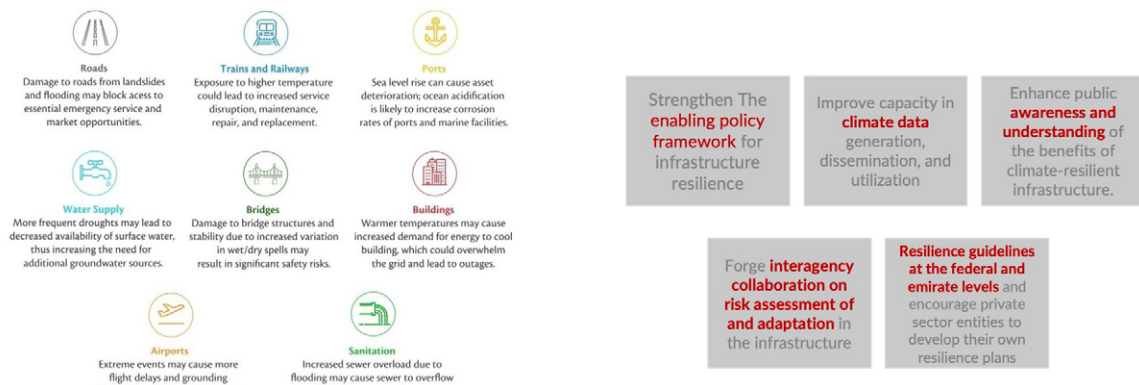 Roads
Damage to roads from landslides
and flooding may block acess to
essential emergency service and
market opportunities.
Trains and Railways
Exposure to higher temperature
could lead to increased service
disruption, maintenance,
repair, and replacement.
Ports
Sea level rise can cause asset
deterioration; ocean acidification
is likely to increase corrosion
rates of ports and marine facilities.
Water Supply
More frequent droughts may lead to
decreased availability of surface water,
thus increasing the need for
additional groundwater sources.
Bridges
Damage to bridge structures and
stability due to increased variation
in wet/dry spells may
result in significant safety risks.
Buildings
Warmer temperatures may cause
increased demand for energy to cool
building, which could overwhelm
the grid and lead to outages.
Airports
Extreme events may cause more
flight delays and grounding
Sanitation
Increased sewer overload due to
flooding may cause sewer to overflow
Strengthen The
enabling policy
framework for
infrastructure
resilience
Improve capacity in
climate data
generation,
dissemination, and
utilization
Enhance public
awareness and
understanding of
the benefits of
climate-resilient
infrastructure.
Forge interagency
collaboration on
risk assessment of
and adaptation in
the infrastructure
Resilience guidelines
at the federal and
emirate levels and
encourage private
sector entities to
develop their own
resilience plans